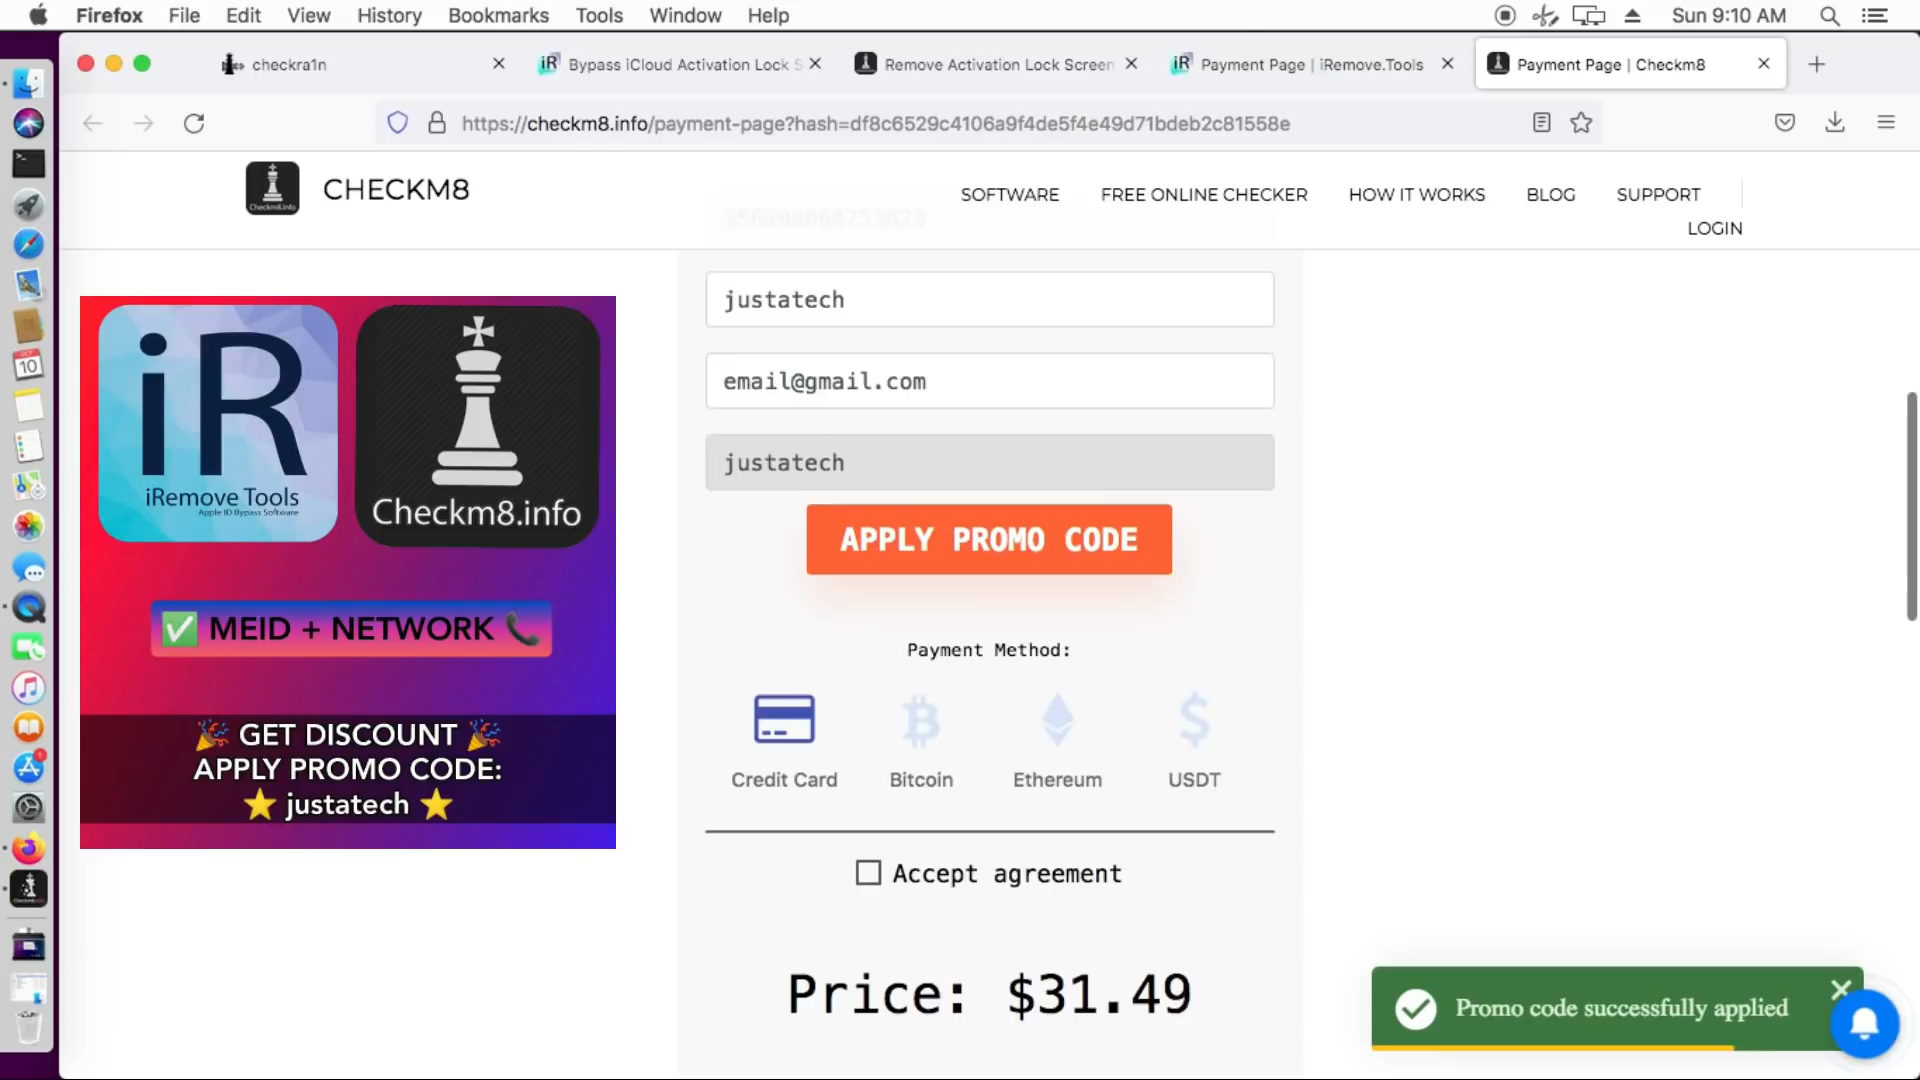 Firefox File Edit View History Bookmarks Tools Window Help Sun 9:10 AM
checkra1n
Bypass iCloud Activation Lock S
Remove Activation Lock Screen
Payment Page | iRemove.Tools
Payment Page | Checkm8
https://checkm8.info/payment-page?hash=df8c6529c4106a9f4de5f4e49d71bdeb2c81558e
CHECKM8
SOFTWARE FREE ONLINE CHECKER HOW IT WORKS BLOG SUPPORT
LOGIN
justatech
email@gmail.com
justatech
APPLY PROMO CODE
Payment Method:
Credit Card Bitcoin Ethereum USDT
Accept agreement
Price: $31.49
iR
iRemove Tools
Apple ID Bypass Software
Checkm8.info
✅ MEID + NETWORK 📞
🎉 GET DISCOUNT 🎉
APPLY PROMO CODE:
⭐ justatech ⭐
Promo code successfully applied
10